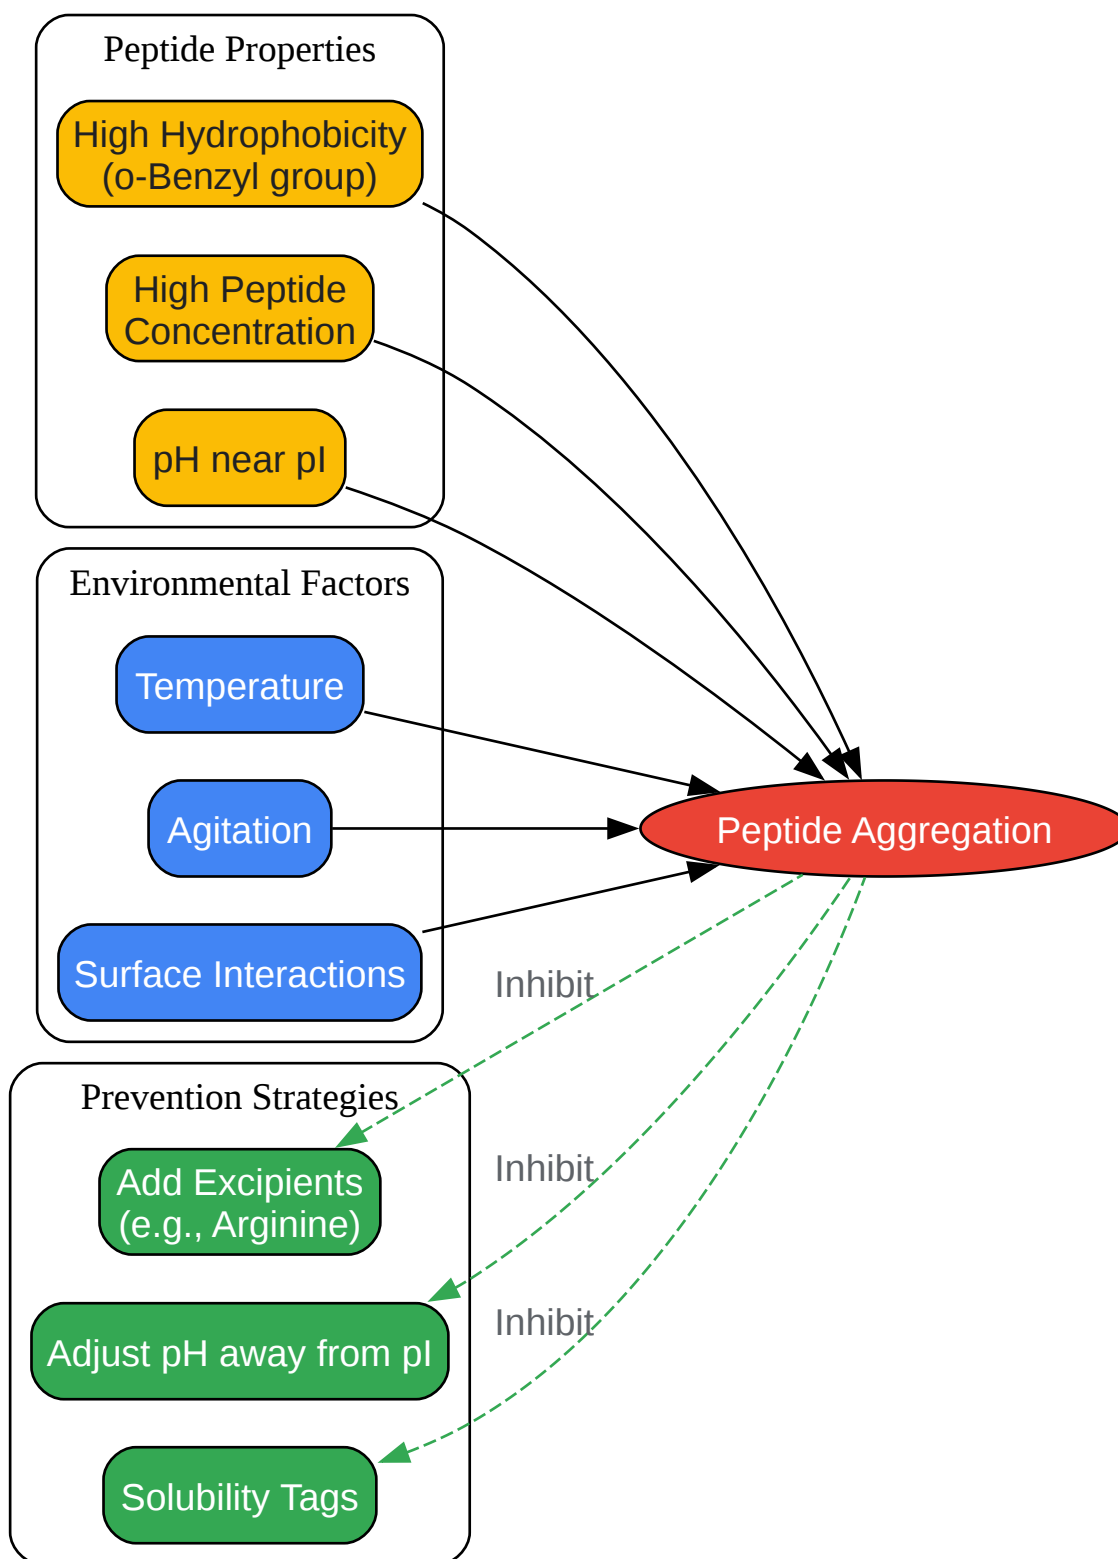 Peptide Properties
High Hydrophobicity
(o-Benzyl group)
High Peptide
Concentration
pH near pI
Environmental Factors
Temperature
Agitation
Peptide Aggregation
Surface Interactions
Inhibit
Prevention Strategies
Add Excipients
(e.g., Arginine)
Inhibit
Adjust pH away from pI
Inhibit
Solubility Tags